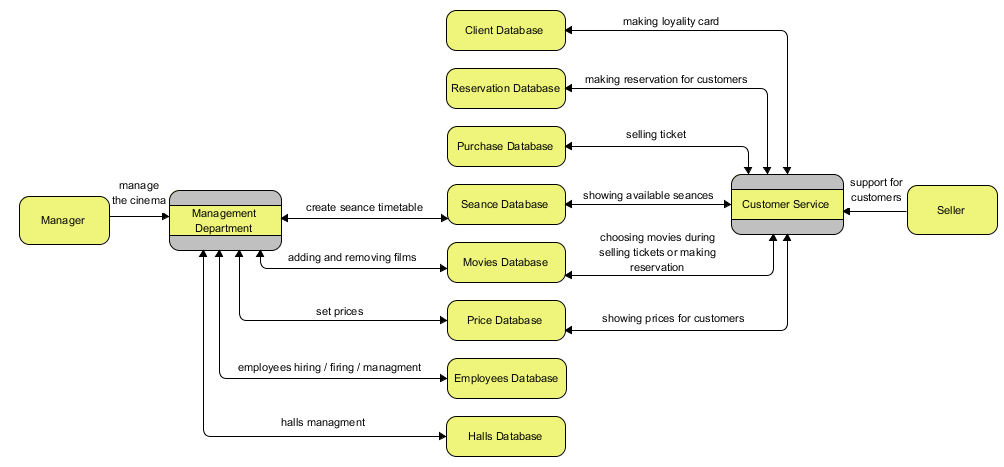 making loyality card
Client Database
making reservation for customers
Reservation Database
selling ticket
Purchase Database
manage
the cinema
Manager
Management
Department
create seance timetable
Seance Database
showing available seances
Customer Service
support for
customers
Seller
adding and removing films
Movies Database
choosing movies during
selling tickets or making
reservation
set prices
Price Database
showing prices for customers
employees hiring / firing / managment
Employees Database
halls managment
Halls Database